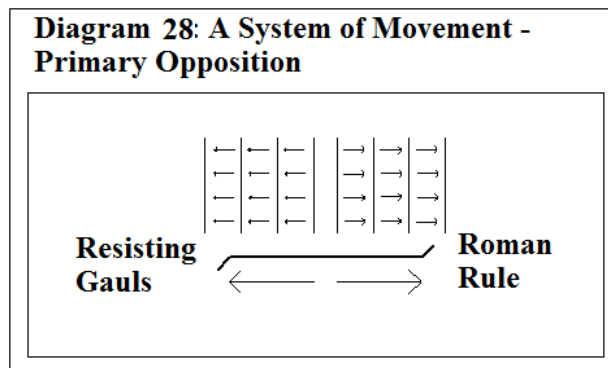 Diagram 28: A System of Movement -
Primary Opposition
Resisting
Gauls
Roman
Rule